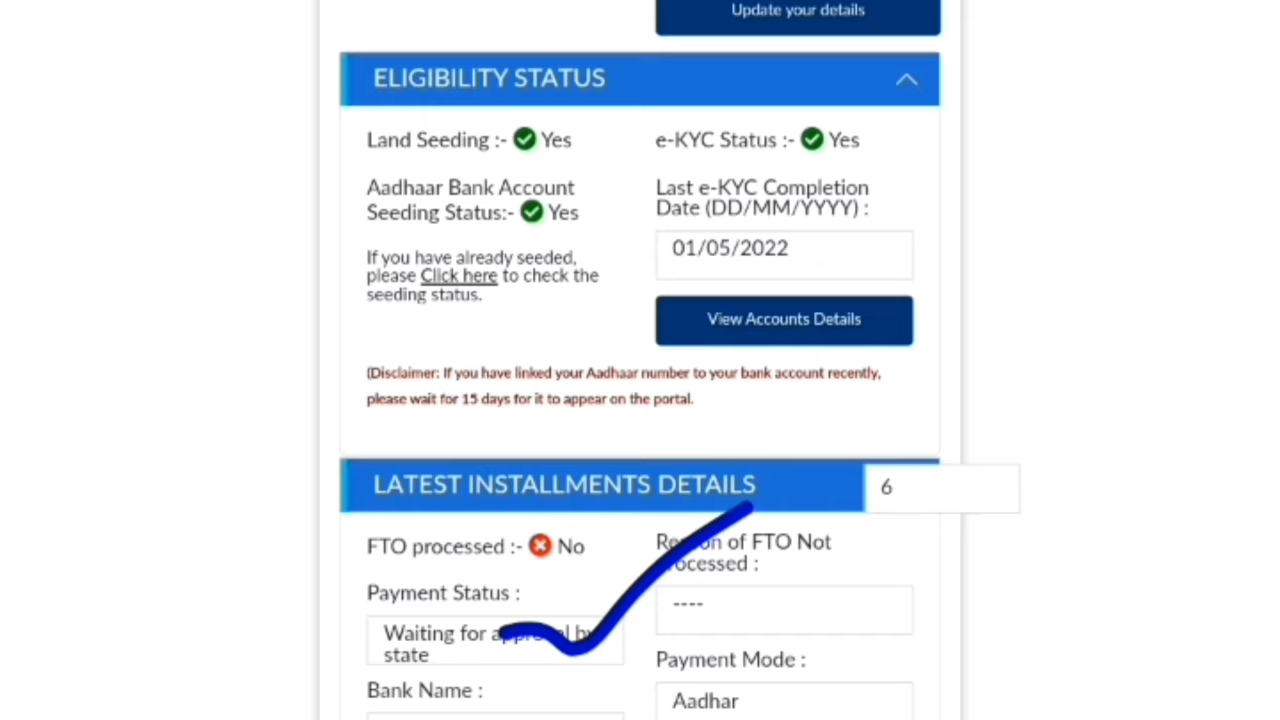 Update your details
ELIGIBILITY STATUS
Land Seeding :- Yes
e-KYC Status :- Yes
Aadhaar Bank Account
Seeding Status:- Yes
Last e-KYC Completion
Date (DD/MM/YYYY) :
01/05/2022
If you have already seeded,
please Click here to check the
seeding status.
View Accounts Details
(Disclaimer: If you have linked your Aadhaar number to your bank account recently,
please wait for 15 days for it to appear on the portal.
LATEST INSTALLMENTS DETAILS
6
FTO processed :- No
Reason of FTO Not
Processed :
----
Payment Status :
Waiting for approval by
state
Payment Mode :
Aadhar
Bank Name :